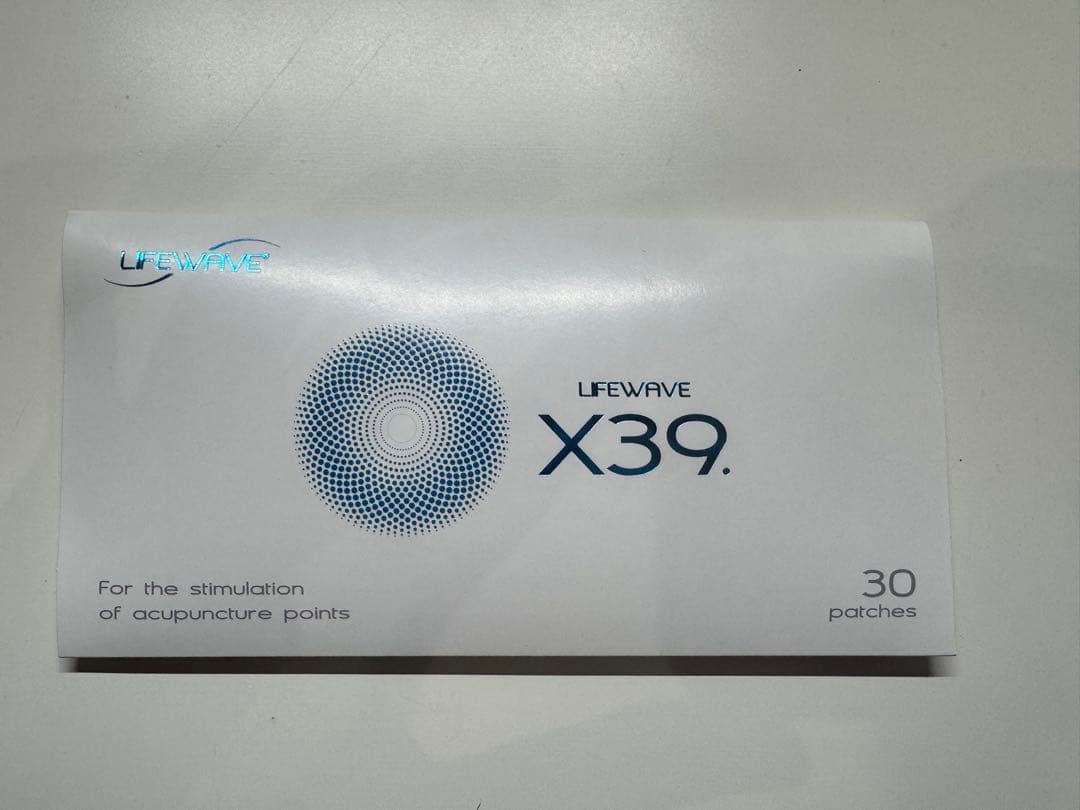 LIFEWAVE®
LIFEWAVE
X39.
For the stimulation
of acupuncture points
30
patches